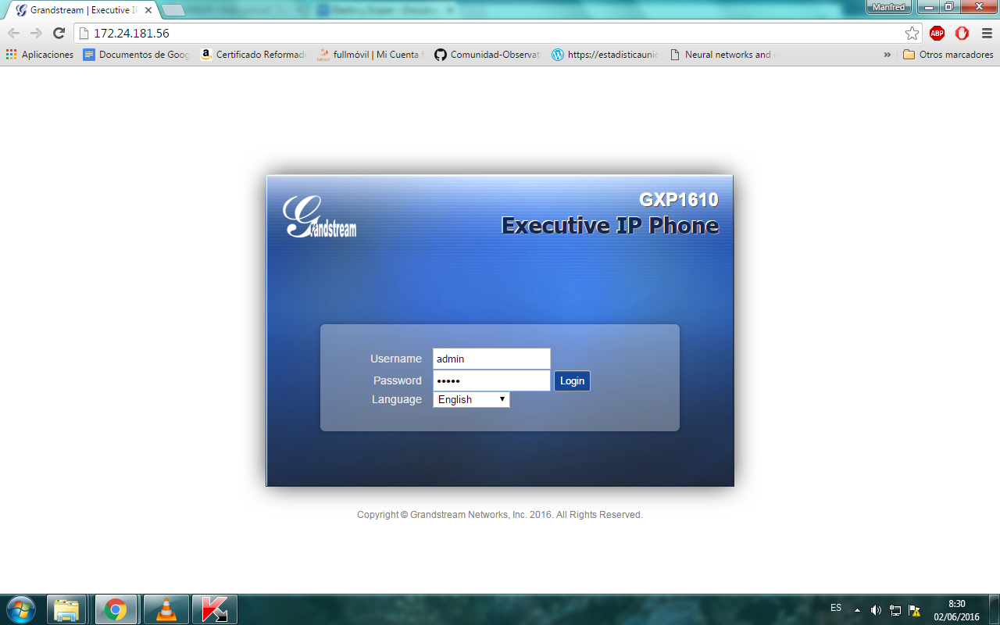 Grandstream | Executive IP
Manfred
172.24.181.56
ABP
Aplicaciones
Documentos de Goog
Certificado Reformado
fullmóvil | Mi Cuenta
Comunidad-Observat
https://estadisticaunic
Neural networks and
»
Otros marcadores
Grandstream
GXP1610
Executive IP Phone
Username admin
Password •••••
Login
Language English
Copyright © Grandstream Networks, Inc. 2016. All Rights Reserved.
ES
8:30
02/06/2016